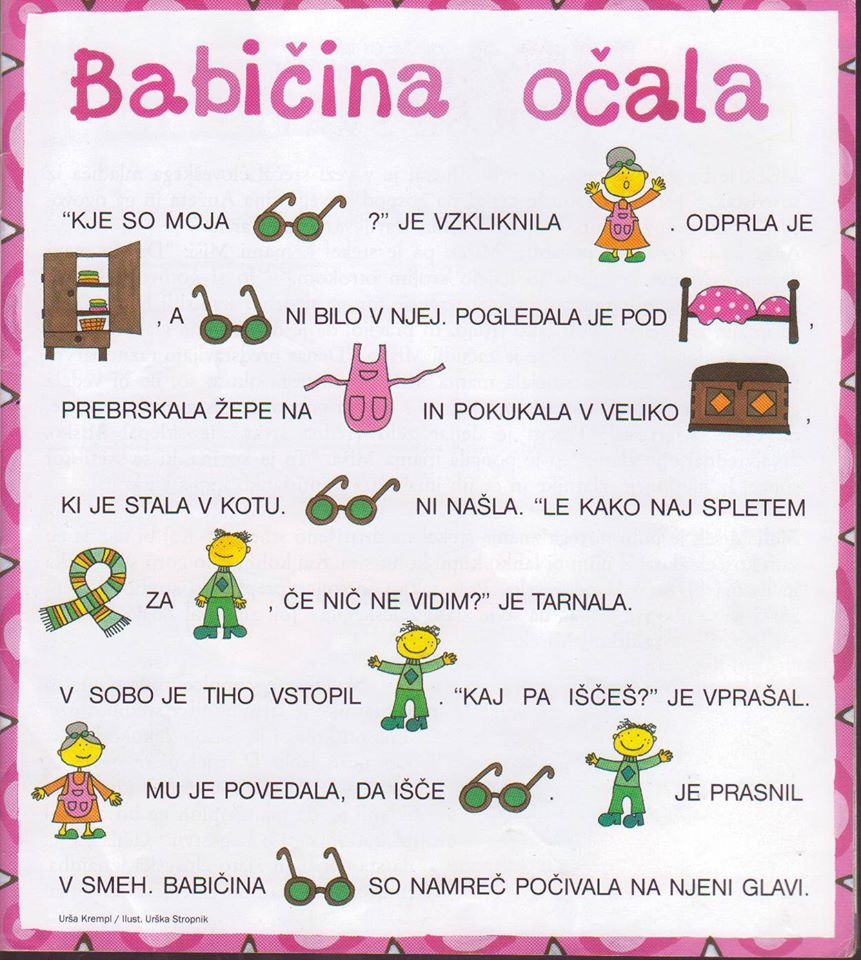 Babičina očala
“KJE SO MOJA ?” JE VZKLIKNILA . ODPRLA JE
, A NI BILO V NJEJ. POGLEDALA JE POD ,
PREBRSKALA ŽEPE NA IN POKUKALA V VELIKO ,
KI JE STALA V KOTU. NI NAŠLA. “LE KAKO NAJ SPLETEM
ZA , ČE NIČ NE VIDIM?” JE TARNALA.
V SOBO JE TIHO VSTOPIL . “KAJ PA IŠČEŠ?” JE VPRAŠAL.
MU JE POVEDALA, DA IŠČE . JE PRASNIL
V SMEH. BABIČINA SO NAMREČ POČIVALA NA NJENI GLAVI.
Urša Krempl / Ilust. Urška Stropnik